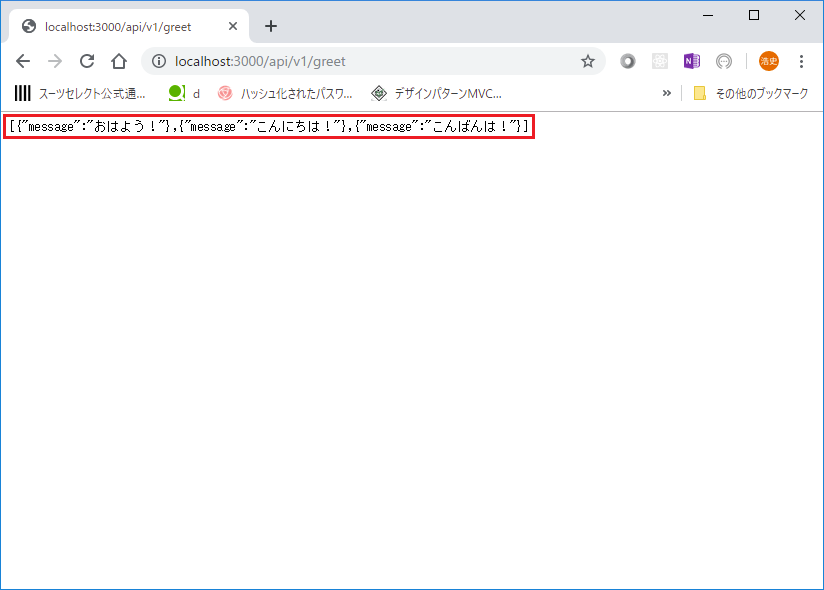 localhost:3000/api/v1/greet
localhost:3000/api/v1/greet
浩史
スーツセレクト公式通... d ハッシュ化されたパスワ... デザインパターンMVC... » その他のブックマーク
[{"message":"おはよう！"},{"message":"こんにちは！"},{"message":"こんばんは！"}]